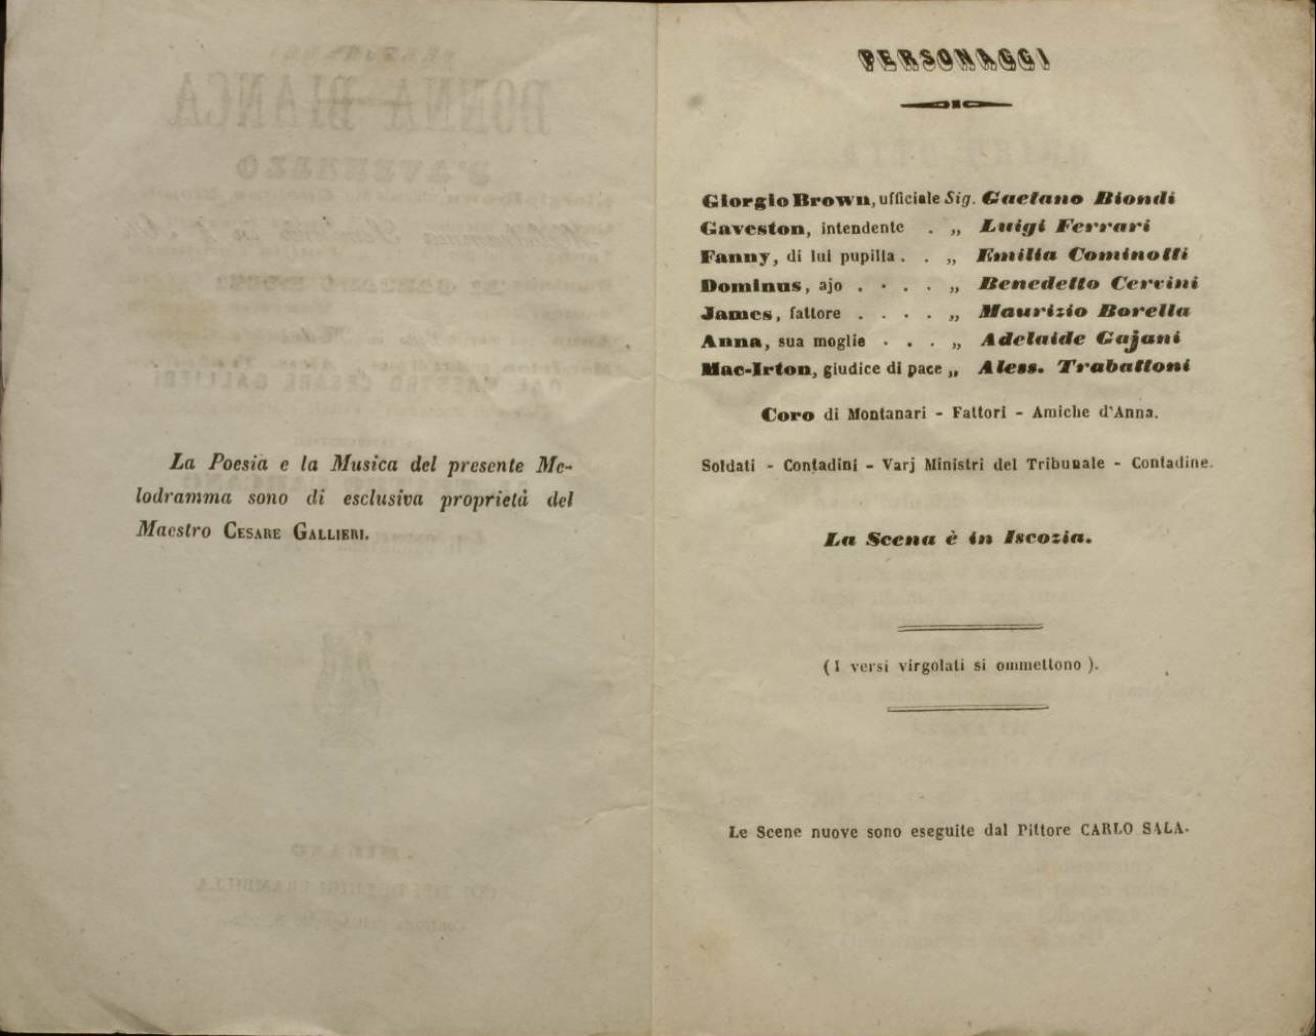 La Poesia e la Musica del presente Me-
lodramma sono di esclusiva proprietà del
Maestro CESARE GALLIERI.
PERSONAGGI
Giorgio Brown, ufficiale Sig. Gaetano Biondi
Gaveston, intendente . „ Luigi Ferrari
Fanny, di lui pupilla . . „ Emilia Cominotti
Dominus, ajo . . . . „ Benedetto Cervini
James, fattore . . . . „ Maurizio Borella
Anna, sua moglie . . . „ Adelaide Gajani
Mac-Irton, giudice di pace „ Aless. Trabattoni
Coro di Montanari - Fattori - Amiche d'Anna.
Soldati - Contadini - Varj Ministri del Tribunale - Contadine.
La Scena è in Iscozia.
(I versi virgolati si ommettono).
Le Scene nuove sono eseguite dal Pittore CARLO SALA.